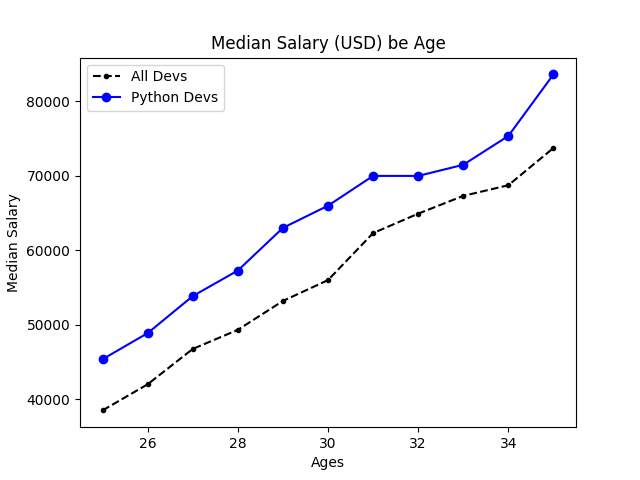 Median Salary (USD) be Age
All Devs
Python Devs
80000
70000
60000
50000
40000
Median Salary
26 28 30 32 34
Ages